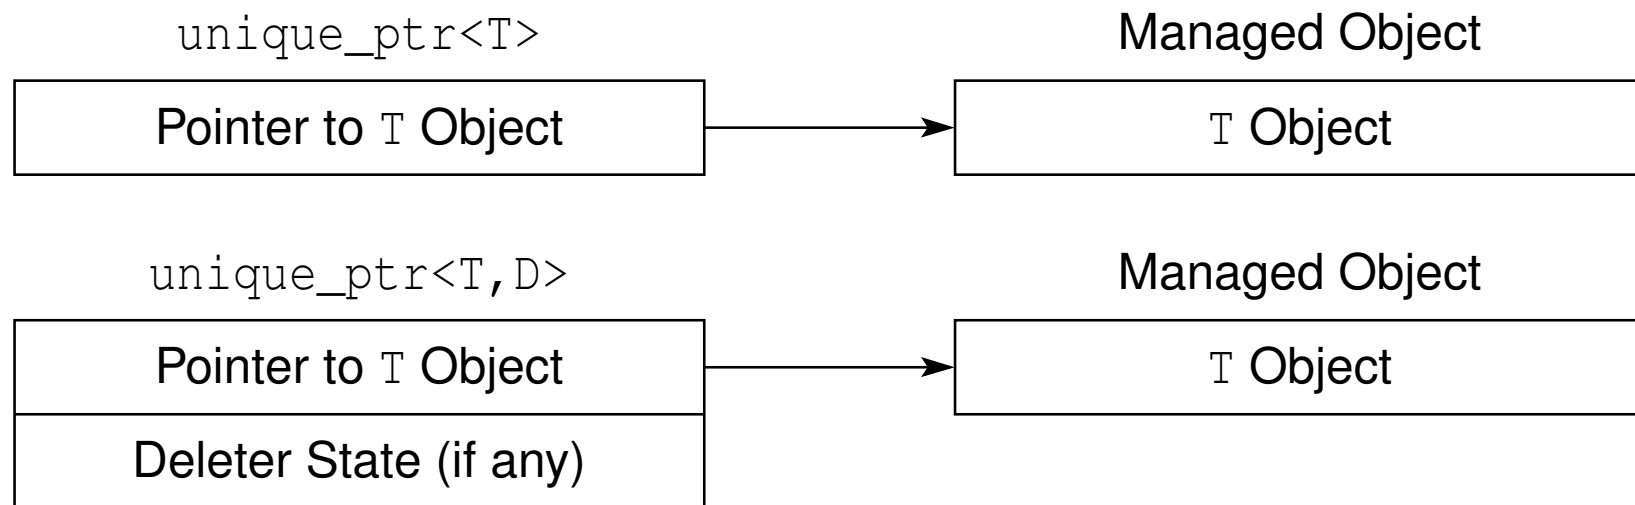 unique_ptr<T>
Managed Object
Pointer to T Object
T Object
unique_ptr<T,D>
Managed Object
Pointer to T Object
T Object
Deleter State (if any)